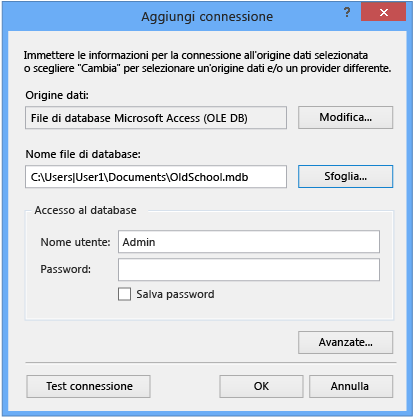 Aggiungi connessione
?
Immettere le informazioni per la connessione all'origine dati selezionata
o scegliere "Cambia" per selezionare un'origine dati e/o un provider differente.
Origine dati:
File di database Microsoft Access (OLE DB)
Modifica...
Nome file di database:
C:\Users|User1\Documents\OldSchool.mdb
Sfoglia...
Accesso al database
Nome utente:
Admin
Password:
Salva password
Avanzate...
Test connessione
OK
Annulla